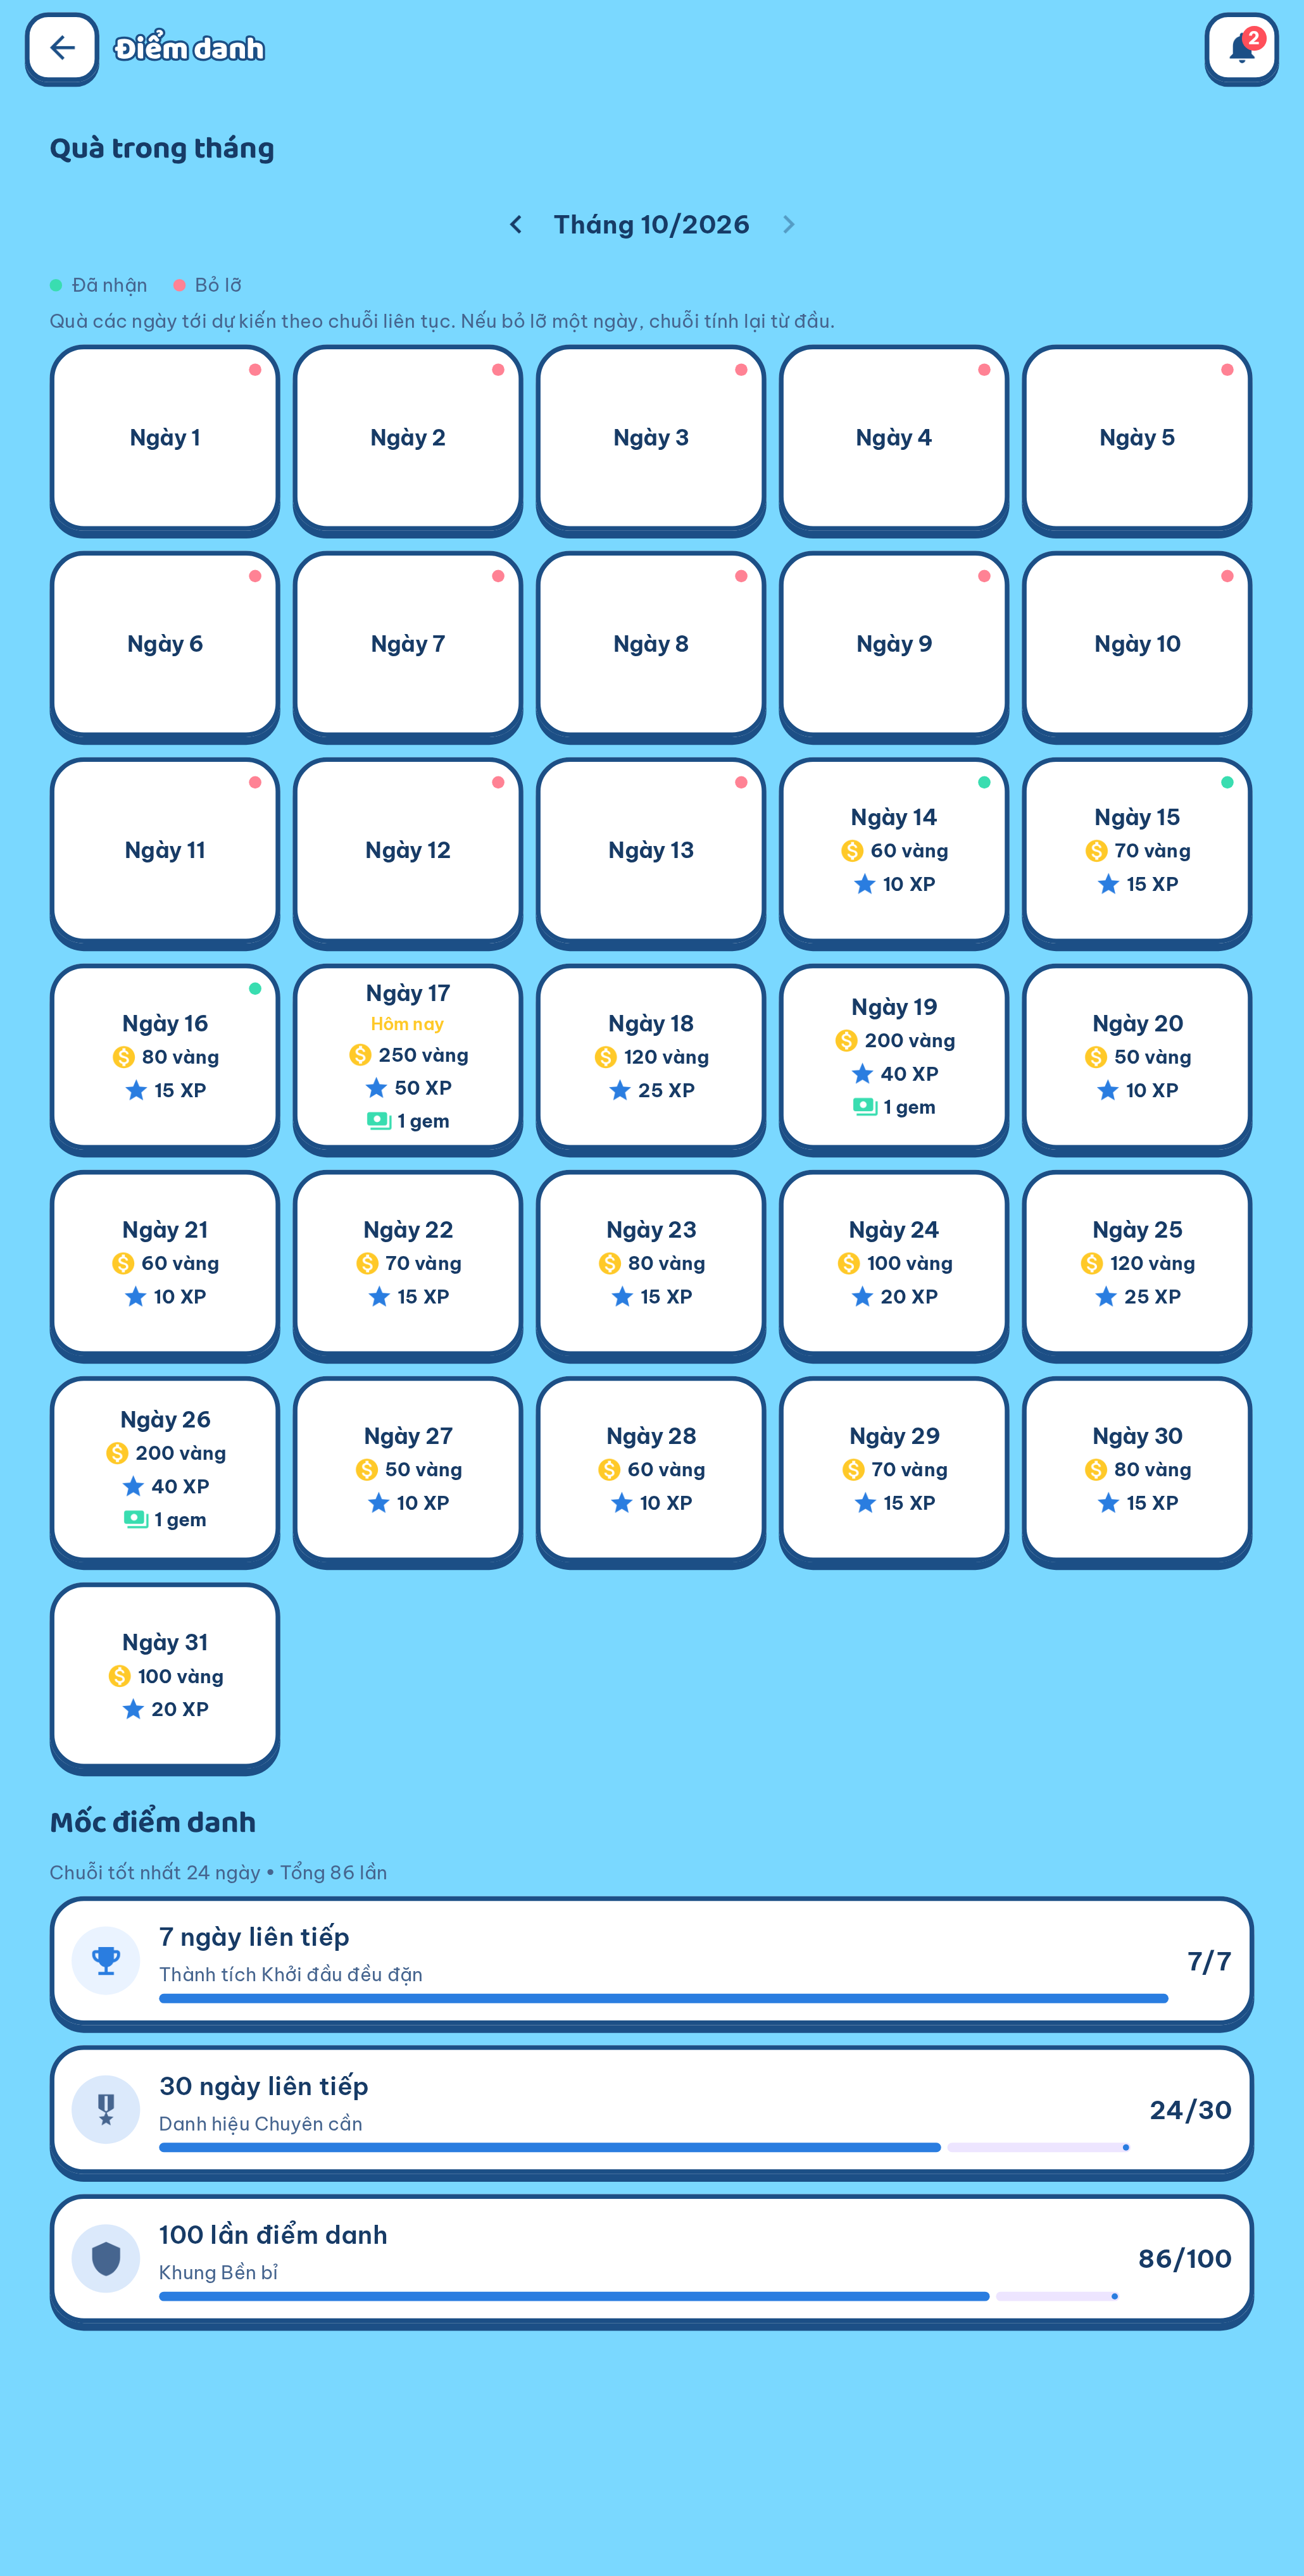 Điểm danh
2
Quà trong tháng
Tháng 10/2026
Đã nhận
Bỏ lỡ
Quà các ngày tới dự kiến theo chuỗi liên tục. Nếu bỏ lỡ một ngày, chuỗi tính lại từ đầu.
Ngày 1
Ngày 2
Ngày 3
Ngày 4
Ngày 5
Ngày 6
Ngày 7
Ngày 8
Ngày 9
Ngày 10
Ngày 11
Ngày 12
Ngày 13
Ngày 14
60 vàng
10 XP
Ngày 15
70 vàng
15 XP
Ngày 16
80 vàng
15 XP
Ngày 17
Hôm nay
250 vàng
50 XP
1 gem
Ngày 18
120 vàng
25 XP
Ngày 19
200 vàng
40 XP
1 gem
Ngày 20
50 vàng
10 XP
Ngày 21
60 vàng
10 XP
Ngày 22
70 vàng
15 XP
Ngày 23
80 vàng
15 XP
Ngày 24
100 vàng
20 XP
Ngày 25
120 vàng
25 XP
Ngày 26
200 vàng
40 XP
1 gem
Ngày 27
50 vàng
10 XP
Ngày 28
60 vàng
10 XP
Ngày 29
70 vàng
15 XP
Ngày 30
80 vàng
15 XP
Ngày 31
100 vàng
20 XP
Mốc điểm danh
Chuỗi tốt nhất 24 ngày • Tổng 86 lần
7 ngày liên tiếp
Thành tích Khởi đầu đều đặn
7/7
30 ngày liên tiếp
Danh hiệu Chuyên cần
24/30
100 lần điểm danh
Khung Bền bỉ
86/100